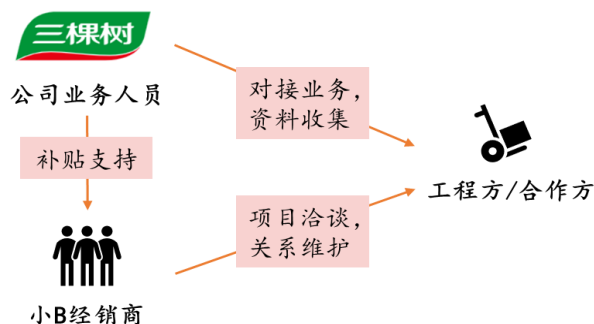 三棵树
公司业务人员
对接业务，
资料收集
补贴支持
工程方/合作方
项目洽谈，
关系维护
小B经销商